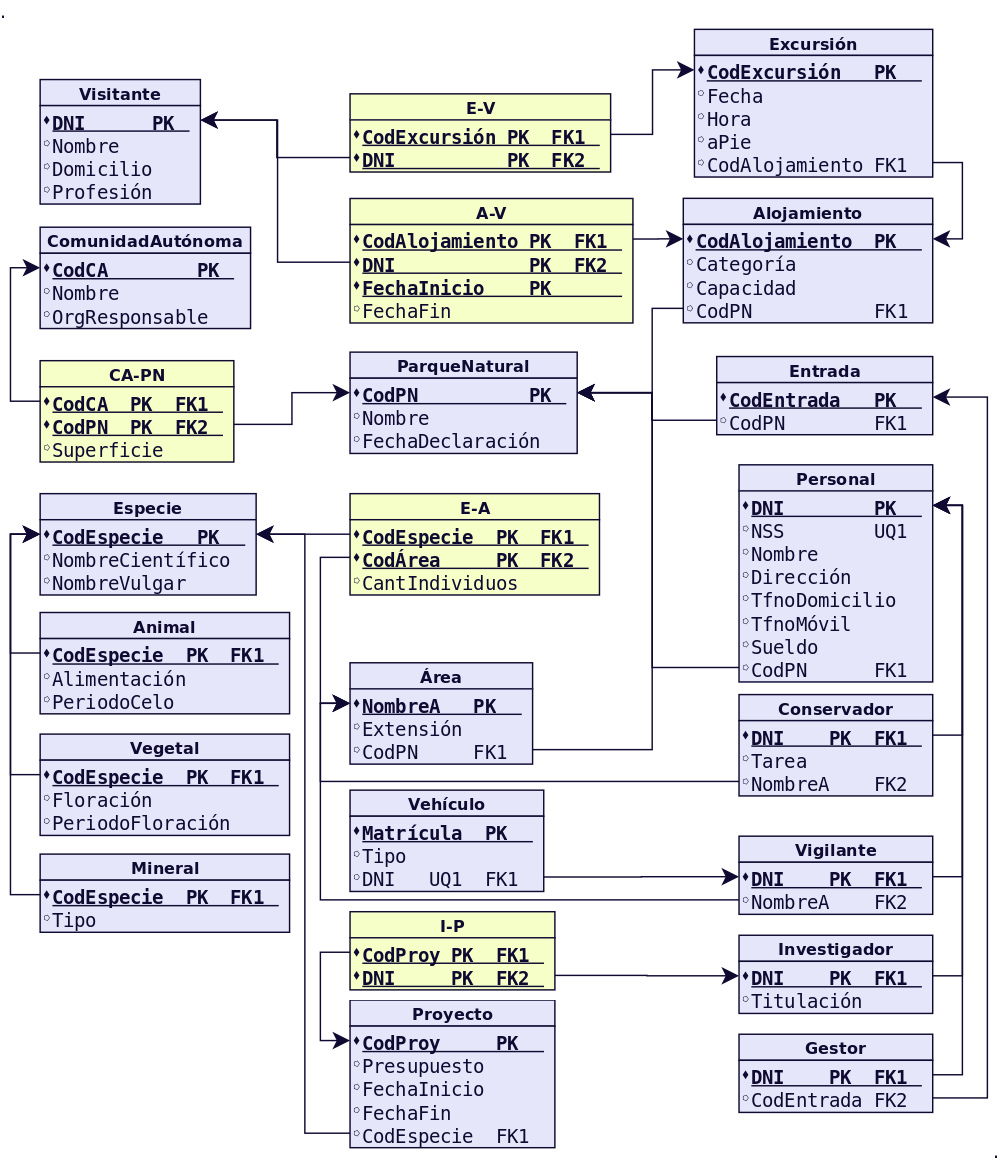 Visitante
DNI PK
Nombre
Domicilio
Profesión
E-V
CodExcursión PK FK1
DNI PK FK2
Excursión
CodExcursión PK
Fecha
Hora
aPie
CodAlojamiento FK1
ComunidadAutónoma
CodCA PK
Nombre
OrgResponsable
A-V
CodAlojamiento PK FK1
DNI PK FK2
FechaInicio PK
FechaFin
Alojamiento
CodAlojamiento PK
Categoría
Capacidad
CodPN FK1
CA-PN
CodCA PK FK1
CodPN PK FK2
Superficie
ParqueNatural
CodPN PK
Nombre
FechaDeclaración
Entrada
CodEntrada PK
CodPN FK1
Especie
CodEspecie PK
NombreCientífico
NombreVulgar
E-A
CodEspecie PK FK1
CodÁrea PK FK2
CantIndividuos
Personal
DNI PK
NSS UQ1
Nombre
Dirección
TfnoDomicilio
TfnoMóvil
Sueldo
CodPN FK1
Animal
CodEspecie PK FK1
Alimentación
PeriodoCelo
Área
NombreA PK
Extensión
CodPN FK1
Conservador
DNI PK FK1
Tarea
NombreA FK2
Vegetal
CodEspecie PK FK1
Floración
PeriodoFloración
Vehículo
Matrícula PK
Tipo
DNI UQ1 FK1
Vigilante
DNI PK FK1
NombreA FK2
Mineral
CodEspecie PK FK1
Tipo
I-P
CodProy PK FK1
DNI PK FK2
Investigador
DNI PK FK1
Titulación
Proyecto
CodProy PK
Presupuesto
FechaInicio
FechaFin
CodEspecie FK1
Gestor
DNI PK FK1
CodEntrada FK2